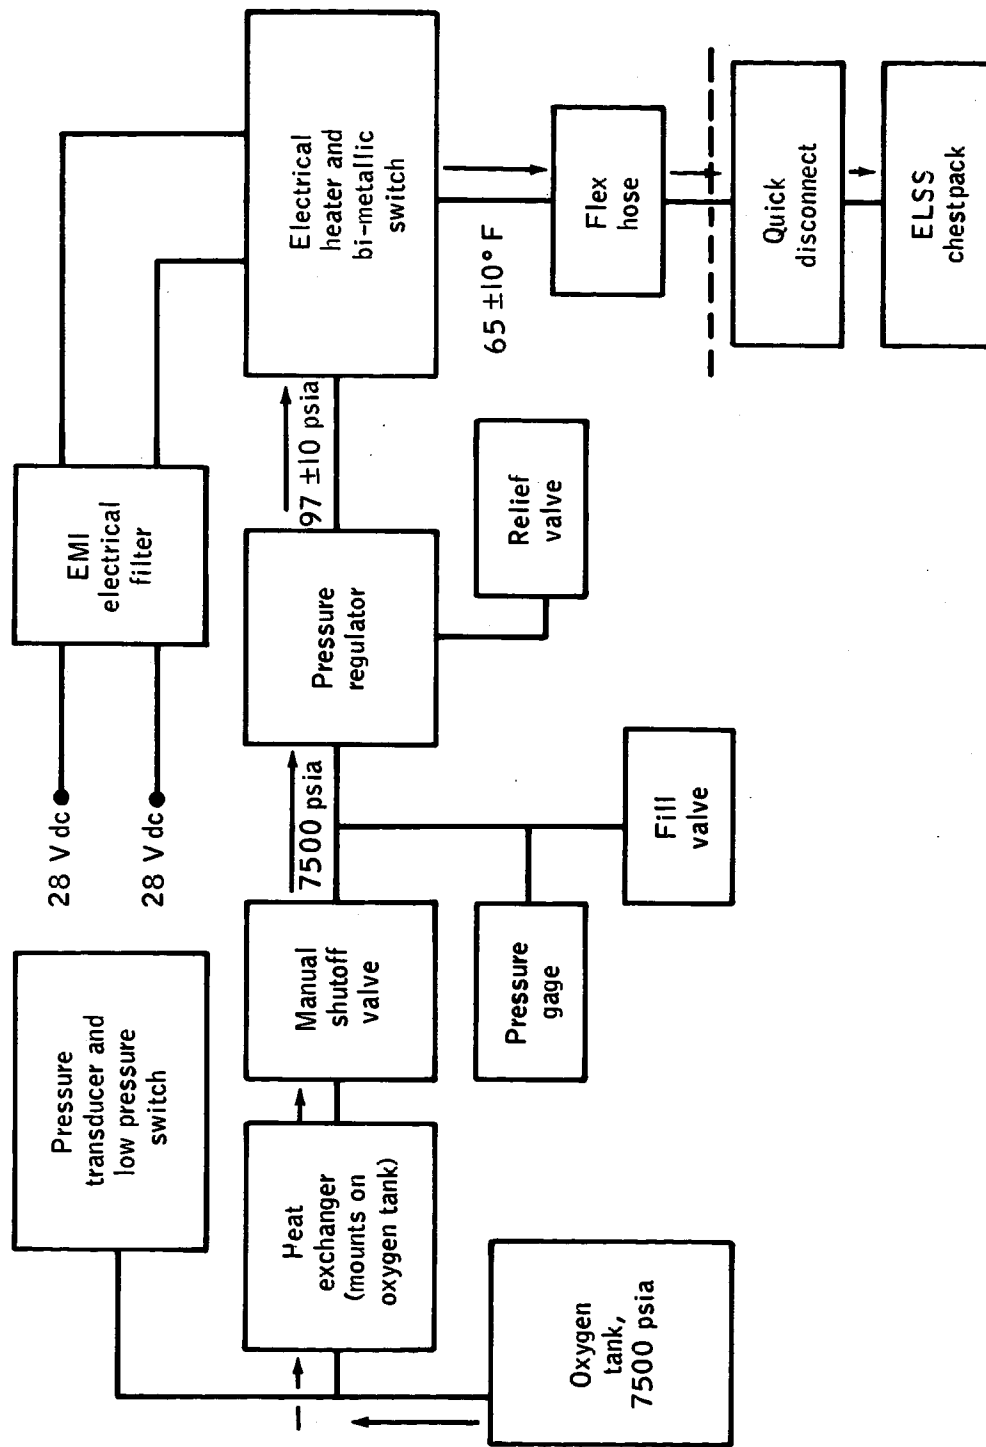 28 V dc
28 V dc
EMI
electrical
filter
Pressure
transducer and
low pressure
switch
Oxygen
tank,
7500 psia
Heat
exchanger
(mounts on
oxygen tank)
Manual
shutoff
valve
7500 psia
Pressure
gage
Fill
valve
Pressure
regulator
Relief
valve
97 ±10 psia
Electrical
heater and
bi-metallic
switch
65 ±10° F
Flex
hose
Quick
disconnect
ELSS
chestpack